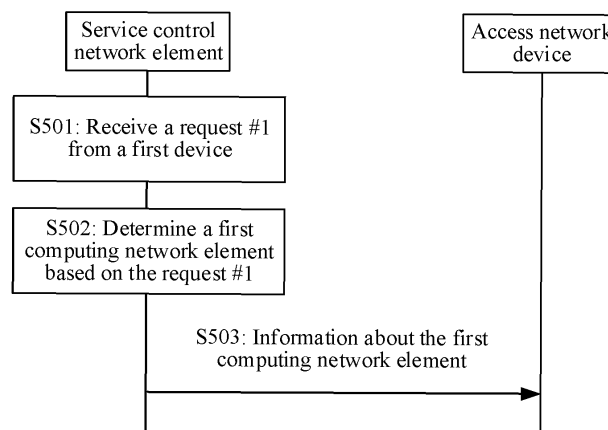 Service control
network element
Access network
device
S501: Receive a request #1
from a first device
S502: Determine a first
computing network element
based on the request #1
S503: Information about the first
computing network element